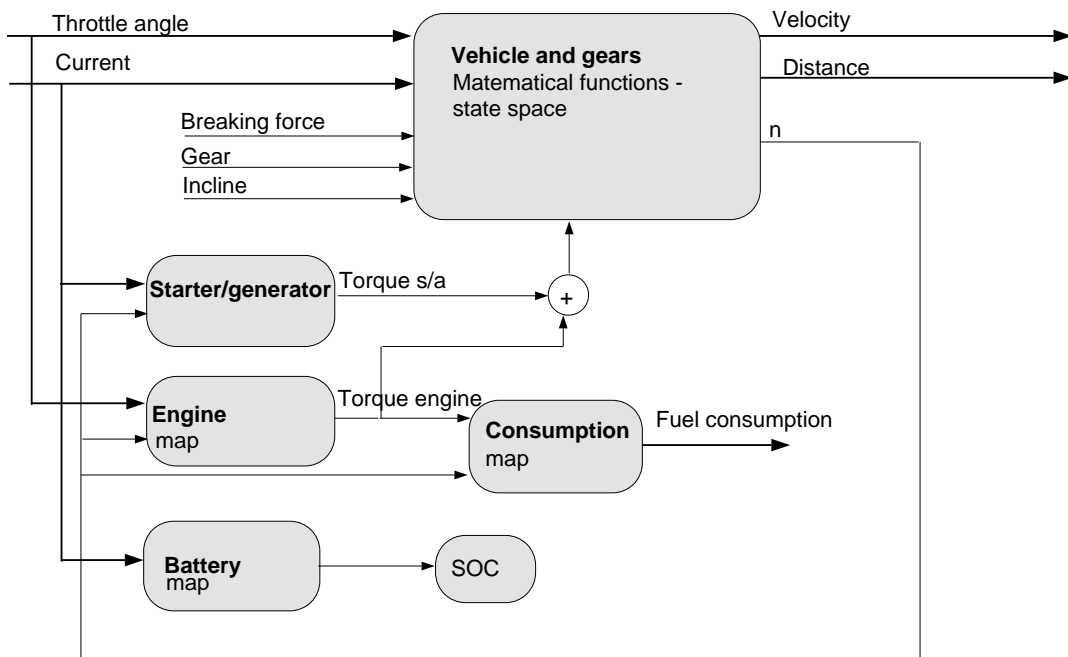 Throttle angle
Current
Breaking force
Gear
Incline
Vehicle and gears
Matematical functions -
state space
Velocity
Distance
n
Starter/generator
Torque s/a
+
Engine
map
Torque engine
Consumption
map
Fuel consumption
Battery
map
SOC